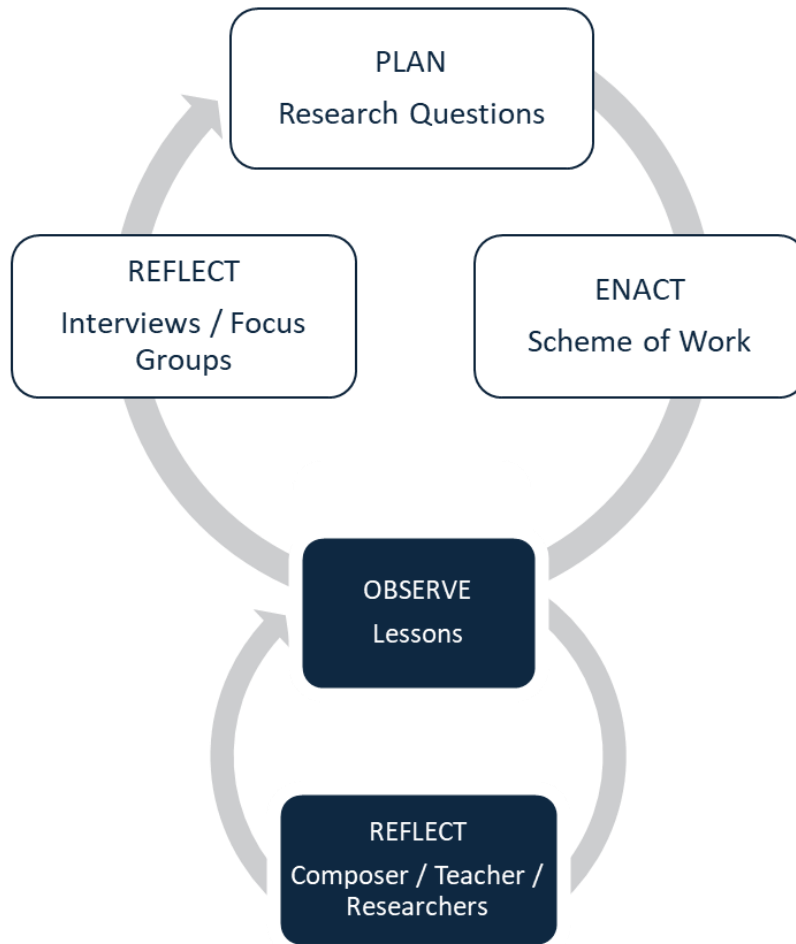 PLAN
Research Questions
REFLECT
Interviews / Focus
Groups
ENACT
Scheme of Work
OBSERVE
Lessons
REFLECT
Composer / Teacher /
Researchers